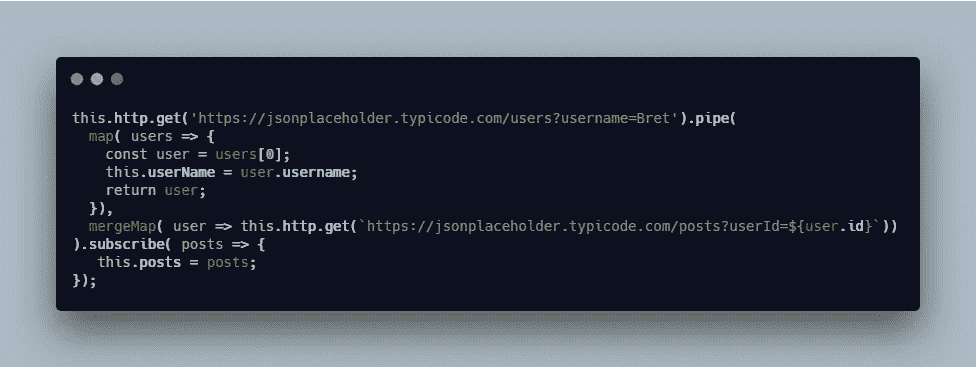 this.http.get('https://jsonplaceholder.typicode.com/users?username=Bret').pipe(
  map( users => {
    const user = users[0];
    this.userName = user.username;
    return user;
  }),
  mergeMap( user => this.http.get(`https://jsonplaceholder.typicode.com/posts?userId=${user.id}`))
).subscribe( posts => {
   this.posts = posts;
});